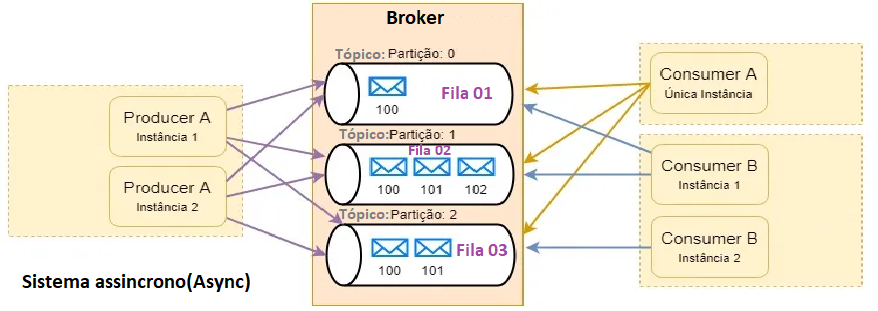 Broker
Tópico: Partição: 0
Fila 01
100
Tópico: Partição: 1
Fila 02
100 101 102
Tópico: Partição: 2
Fila 03
100 101
Producer A
Instância 1
Producer A
Instância 2
Sistema assincrono(Async)
Consumer A
Única Instância
Consumer B
Instância 1
Consumer B
Instância 2